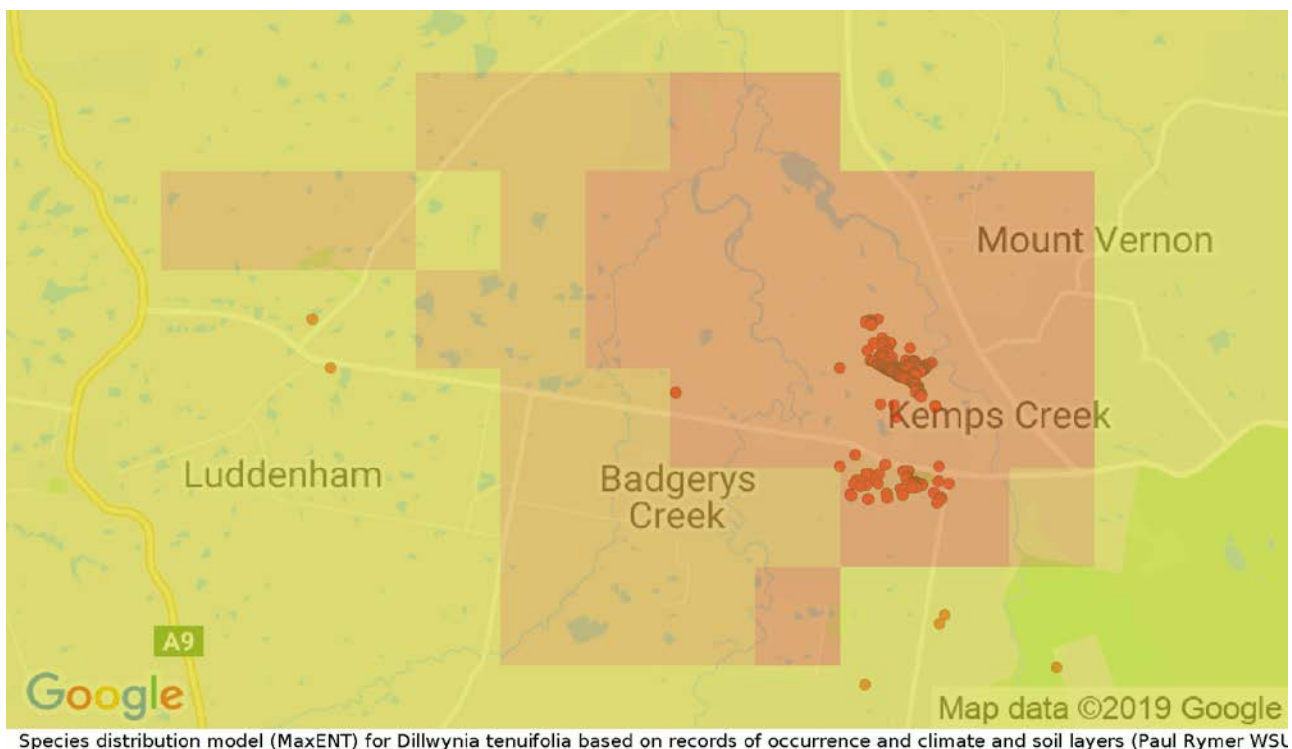 Mount Vernon
Kemps Creek
Luddenham
Badgerys
Creek
A9
Google
Map data ©2019 Google
Species distribution model (MaxENT) for Dillwynia tenuifolia based on records of occurrence and climate and soil layers (Paul Rymer WSU